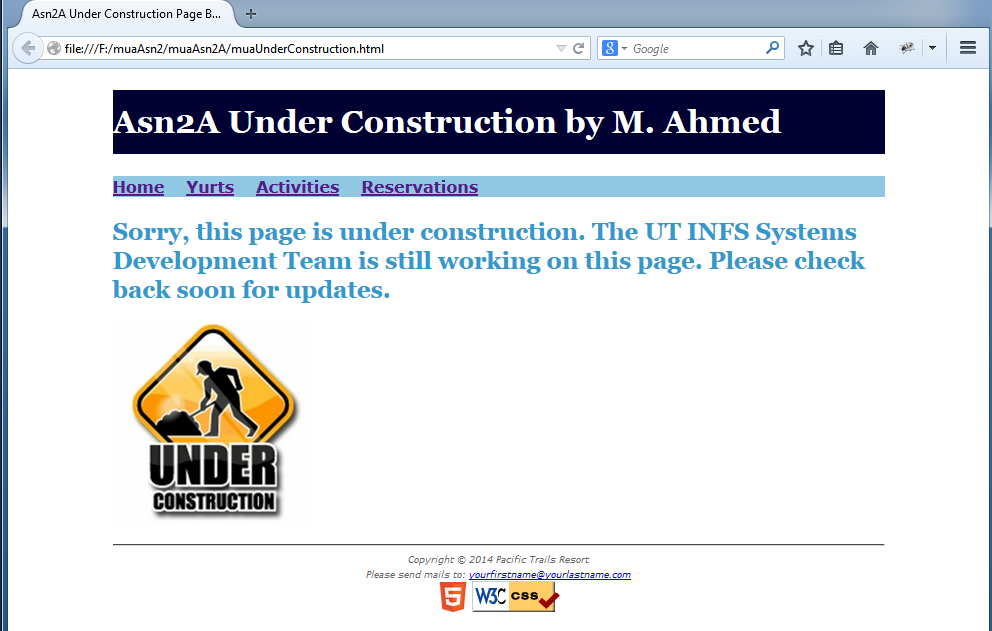 Asn2A Under Construction Page B...
file:///F:/muaAsn2/muaAsn2A/muaUnderConstruction.html
8 Google
Asn2A Under Construction by M. Ahmed
Home Yurts Activities Reservations
Sorry, this page is under construction. The UT INFS Systems
Development Team is still working on this page. Please check
back soon for updates.
UNDER
CONSTRUCTION
Copyright © 2014 Pacific Trails Resort
Please send mails to: yourfirstname@yourlastname.com
5 W3C css